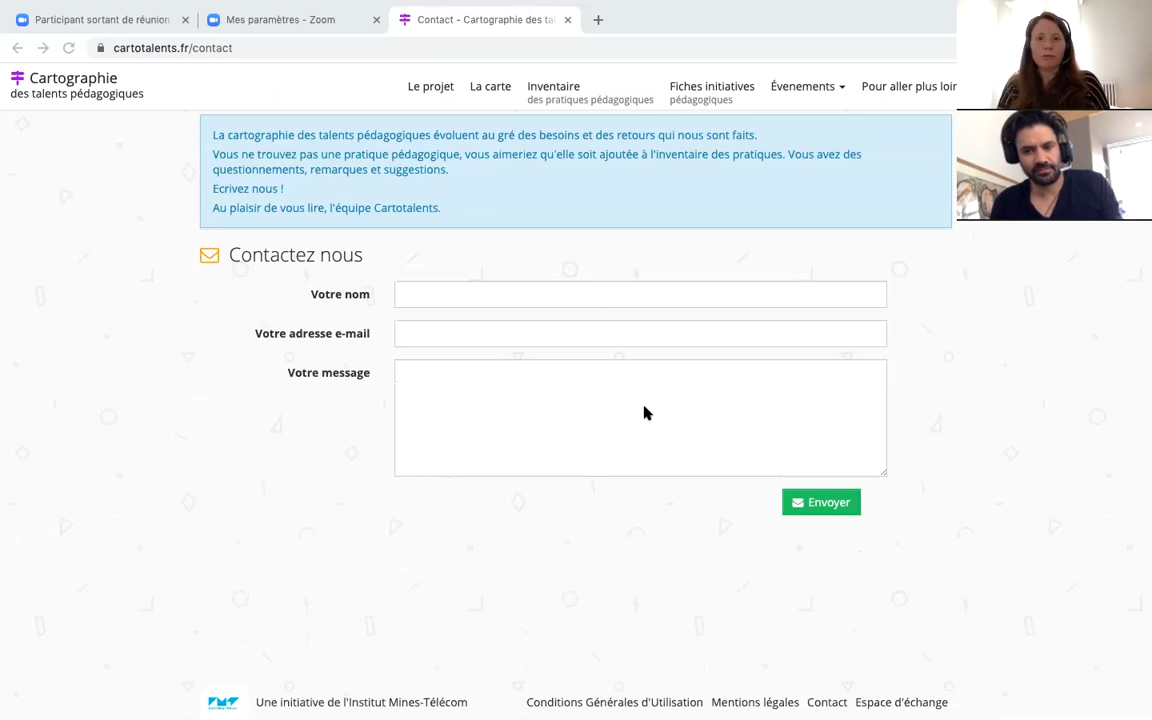 Participant sortant de réunion
Mes paramètres - Zoom
Contact - Cartographie des ta
cartotalents.fr/contact
Cartographie
des talents pédagogiques
Le projet
La carte
Inventaire
des pratiques pédagogiques
Fiches initiatives
pédagogiques
Évenements
Pour aller plus loin
La cartographie des talents pédagogiques évoluent au gré des besoins et des retours qui nous sont faits.
Vous ne trouvez pas une pratique pédagogique, vous aimeriez qu'elle soit ajoutée à l'inventaire des pratiques. Vous avez des
questionnements, remarques et suggestions.
Ecrivez nous !
Au plaisir de vous lire, l'équipe Cartotalents.
Contactez nous
Votre nom
Votre adresse e-mail
Votre message
Envoyer
Une initiative de l'Institut Mines-Télécom
Conditions Générales d'Utilisation
Mentions légales
Contact
Espace d'échange